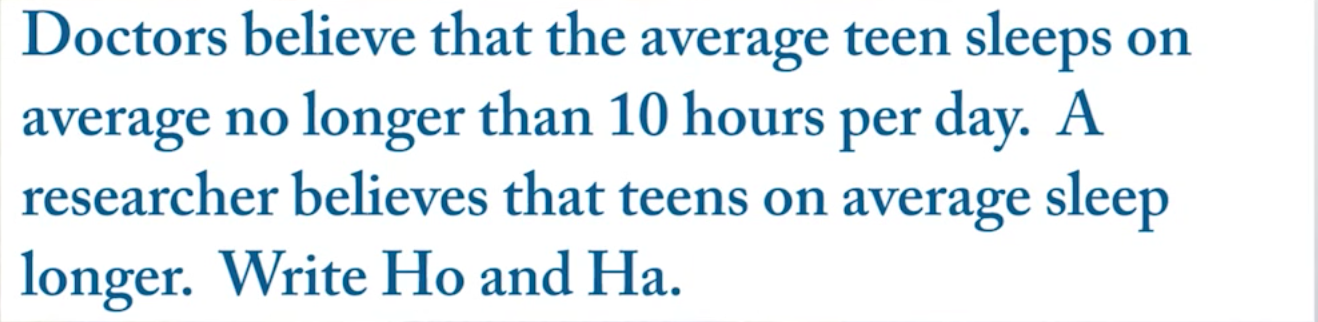 Doctors believe that the average teen sleeps on
average no longer than 10 hours per day.  A
researcher believes that teens on average sleep
longer.  Write Ho and Ha.